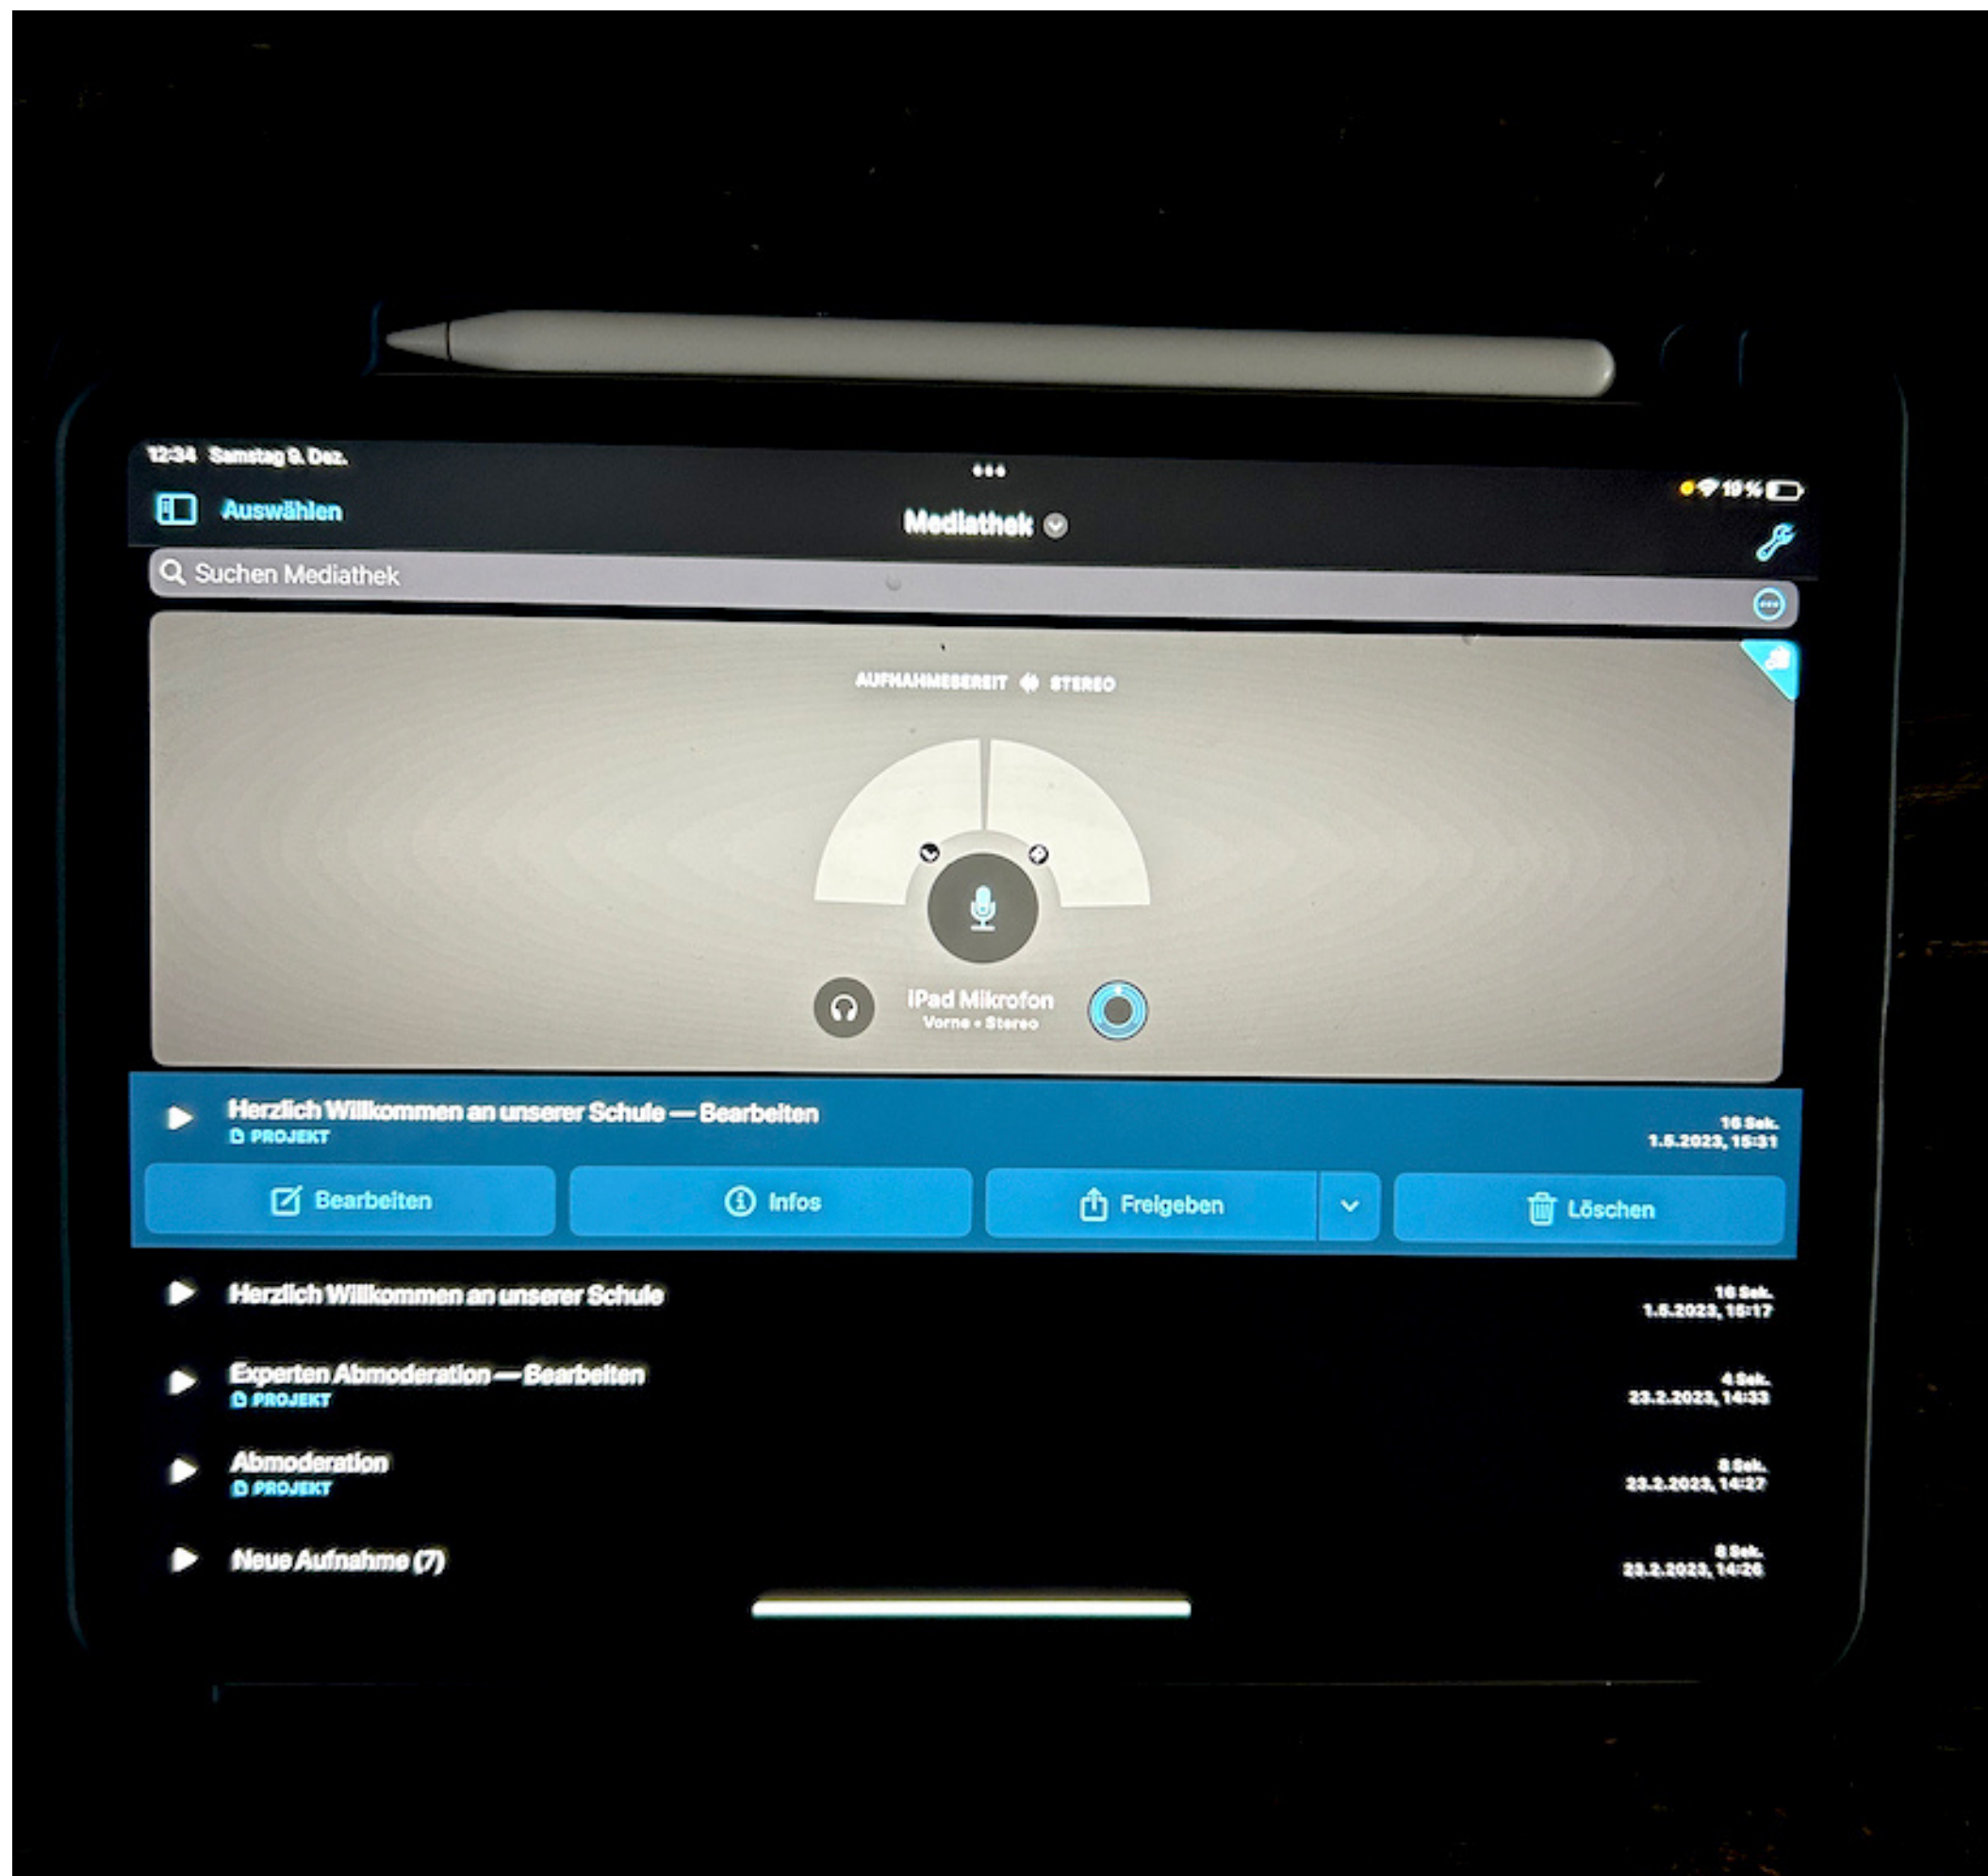 12:34 Samstag 9. Dez.
19 %
Auswählen
Mediathek
Suchen Mediathek
AUFNAHMEBEREIT STEREO
iPad Mikrofon
Vorne • Stereo
Herzlich Willkommen an unserer Schule — Bearbeiten
PROJEKT
16 Sek.
1.5.2023, 15:31
Bearbeiten
Infos
Freigeben
Löschen
Herzlich Willkommen an unserer Schule
16 Sek.
1.5.2023, 15:17
Experten Abmoderation — Bearbeiten
PROJEKT
4 Sek.
23.2.2023, 14:33
Abmoderation
PROJEKT
8 Sek.
23.2.2023, 14:27
Neue Aufnahme (7)
8 Sek.
23.2.2023, 14:26